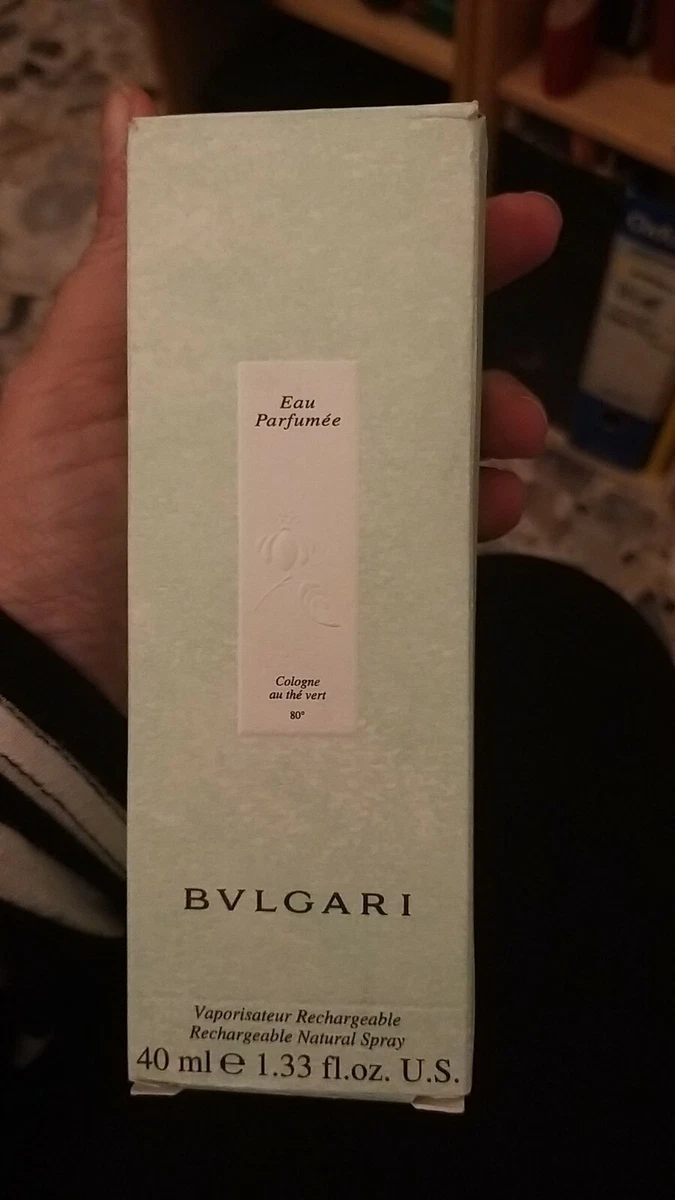 Eau
Parfumée
Cologne
au thé vert
80°
BVLGARI
Vaporisateur Rechargeable
Rechargeable Natural Spray
40 ml e 1.33 fl.oz. U.S.